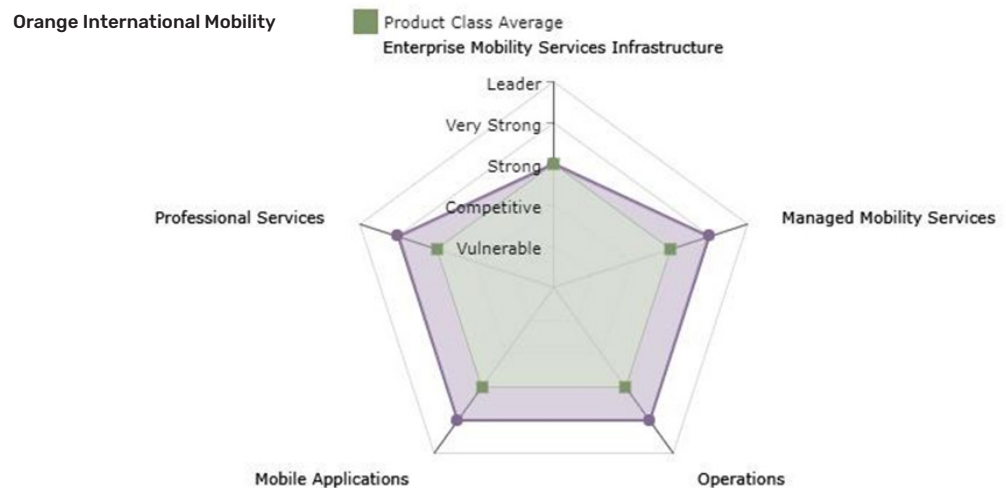 Orange International Mobility
Product Class Average
Enterprise Mobility Services Infrastructure
Leader
Very Strong
Strong
Competitive
Vulnerable
Professional Services
Managed Mobility Services
Mobile Applications
Operations